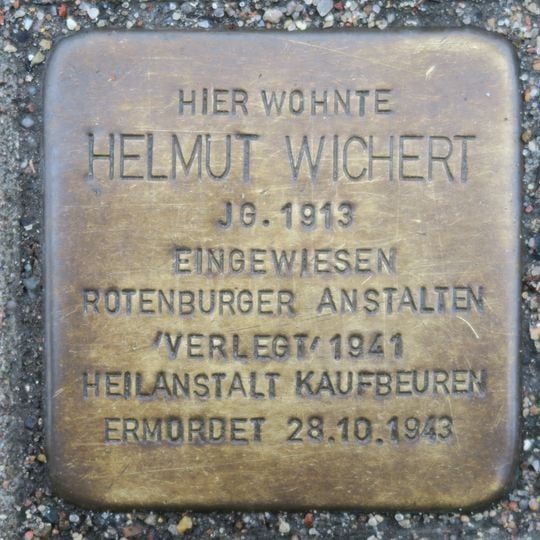 HIER WOHNTE
HELMUT WICHERT
JG. 1913
EINGEWIESEN
ROTENBURGER ANSTALTEN
'VERLEGT' 1941
HEILANSTALT KAUFBEUREN
ERMORDET 28.10.1943